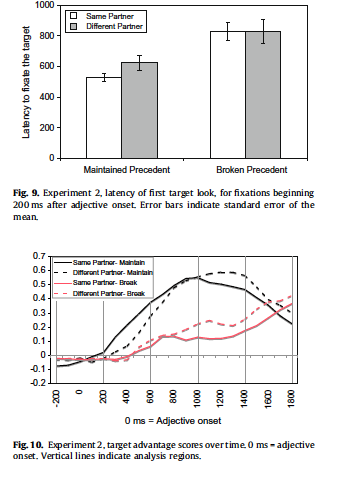 1000
Same Partner
Different Partner
800
600
400
200
0
Latency to fixate the target
Maintained Precedent Broken Precedent
Fig. 9. Experiment 2, latency of first target look, for fixations beginning
200 ms after adjective onset. Error bars indicate standard error of the
mean.
0.7
Same Partner- Maintain
0.6
Different Partner- Maintain
0.5
Same Partner- Break
0.4
Different Partner- Break
0.3
0.2
0.1
0
-0.1
-0.2
-200 0 200 400 600 800 1000 1200 1400 1600 1800
0 ms = Adjective onset
Fig. 10. Experiment 2, target advantage scores over time. 0 ms = adjective
onset. Vertical lines indicate analysis regions.